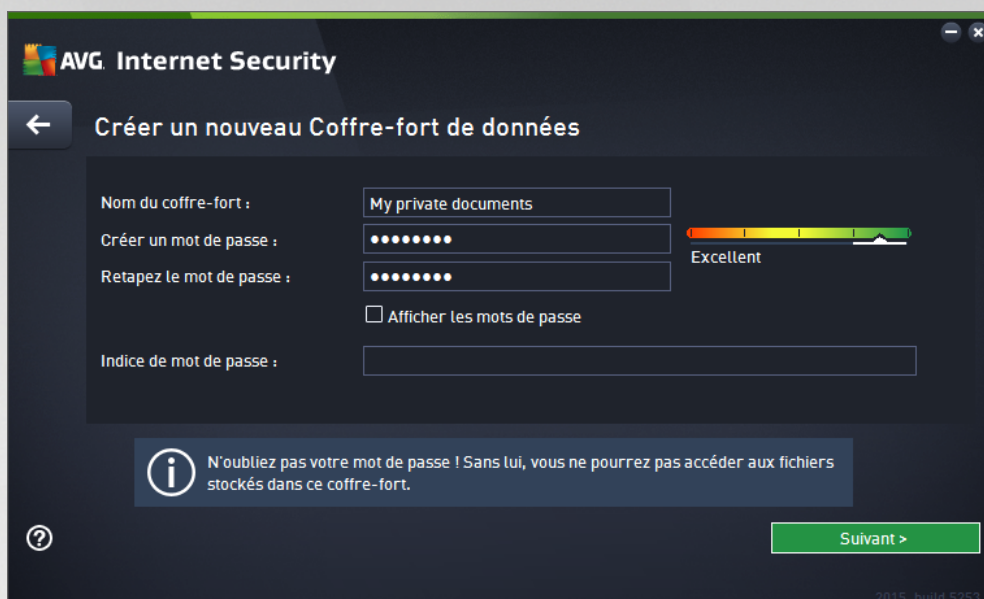 AVG. Internet Security
Créer un nouveau Coffre-fort de données
Nom du coffre-fort :
My private documents
Créer un mot de passe :
••••••••
Excellent
Retapez le mot de passe :
••••••••
Afficher les mots de passe
Indice de mot de passe :
N'oubliez pas votre mot de passe ! Sans lui, vous ne pourrez pas accéder aux fichiers
stockés dans ce coffre-fort.
Suivant >
2015, build 5253